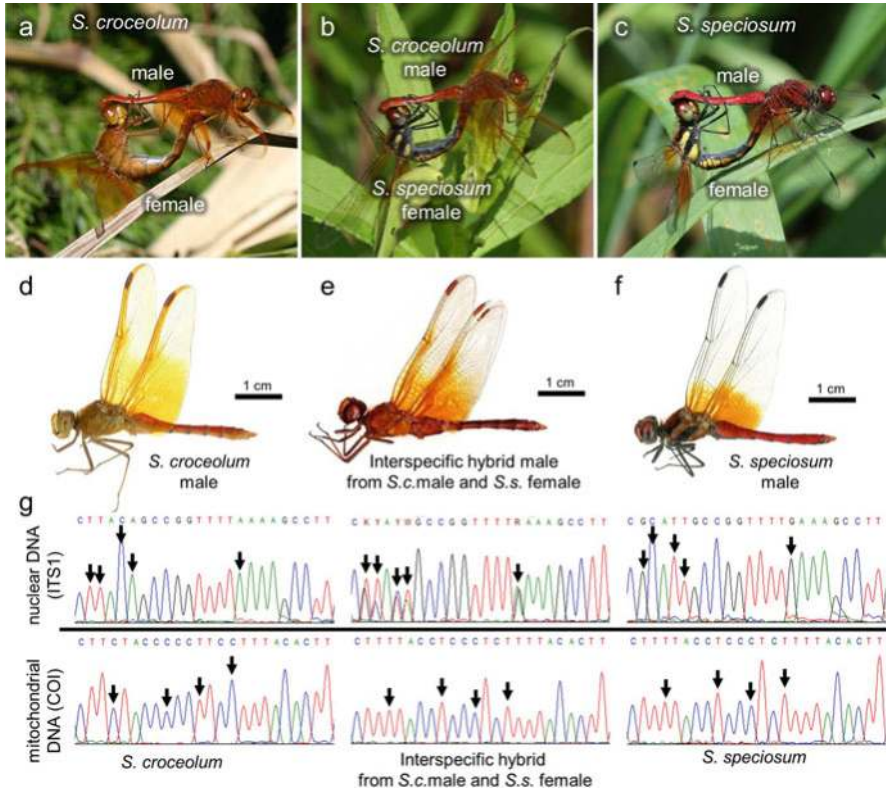 a
S. croceolum
male
female
b
S. croceolum
male
S. speciosum
female
c
S. speciosum
male
female
d
1 cm
S. croceolum
male
e
1 cm
Interspecific hybrid male
from S.c.male and S.s. female
f
1 cm
S. speciosum
male
g
nuclear DNA
(ITS1)
CTTACAGCCGGTTTTAAAAGCCTT
CKYAYWGCCGGTTTTRAAAGCCTT
CGCATTGCCGGTTTTGAAAGCCTT
mitochondrial
DNA (COI)
CTTCTACCCCCTTCCTTTACACTT
CTTTTACCTCCCTCTTTTACACTT
CTTTTACCTCCCTCTTTTACACTT
S. croceolum
Interspecific hybrid
from S.c.male and S.s. female
S. speciosum